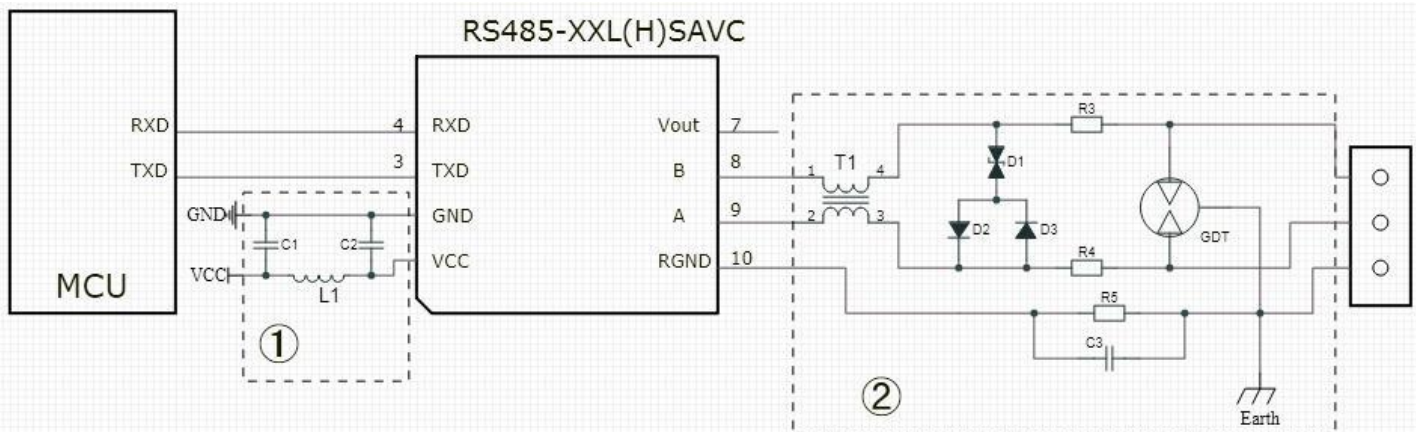 RS485-XXL(H)SAVC
RXD 4 RXD Vout 7
TXD 3 TXD B 8
GND GND A 9
VCC VCC RGND 10
C1 C2
L1
MCU
①
1 T1 4
2 3
R3
D1
D2 D3
GDT
R4
R5
C3
②
Earth